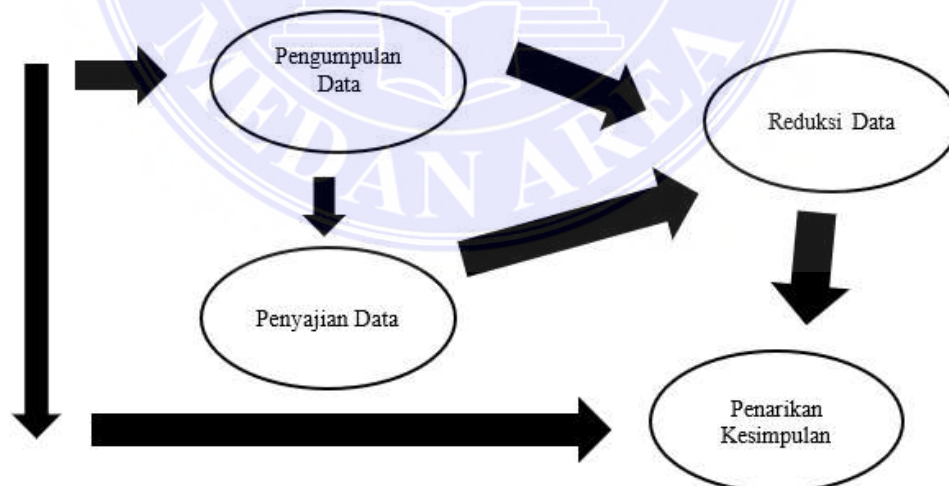 Pengumpulan
Data
Reduksi Data
MEDAN AREA
Penyajian Data
Penarikan
Kesimpulan